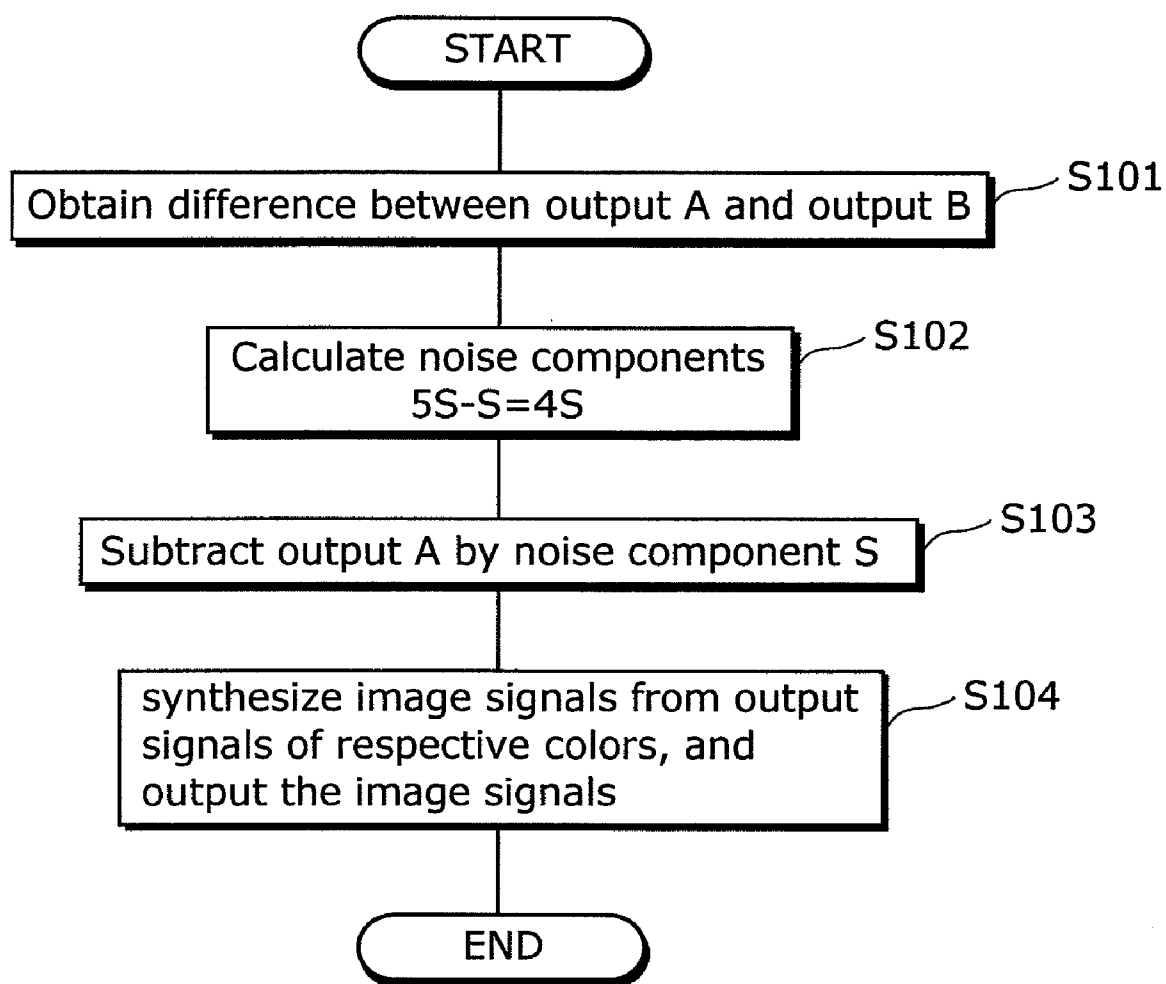 START
Obtain difference between output A and output B
S101
Calculate noise components
5S-S=4S
S102
Subtract output A by noise component S
S103
synthesize image signals from output
signals of respective colors, and
output the image signals
S104
END